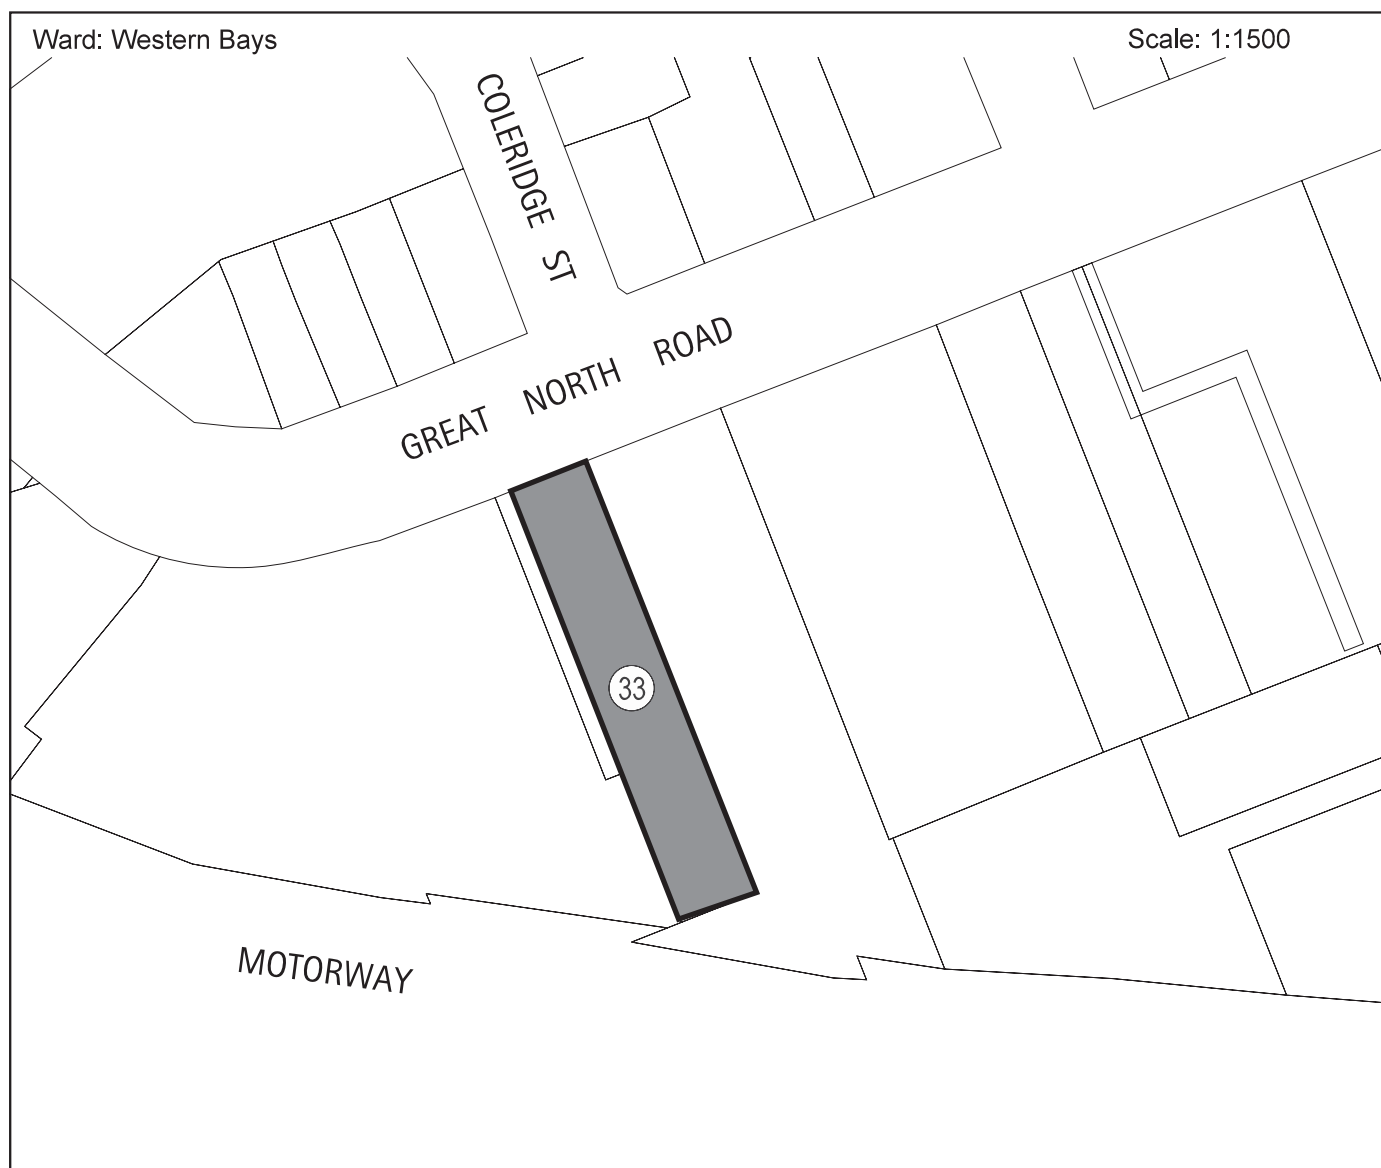 Ward: Western Bays
Scale: 1:1500
COLERIDGE ST
GREAT NORTH ROAD
33
MOTORWAY